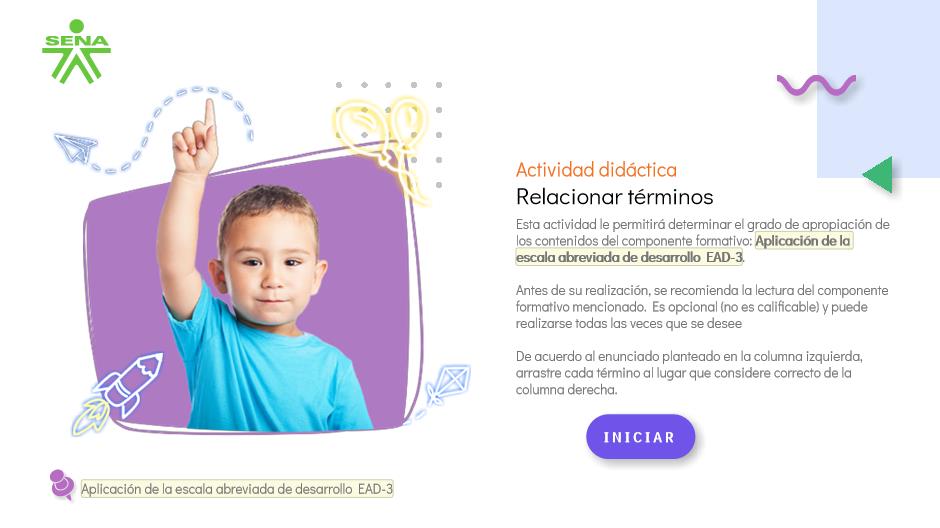 SENA
Actividad didáctica
Relacionar términos
Esta actividad le permitirá determinar el grado de apropiación de
los contenidos del componente formativo: Aplicación de la
escala abreviada de desarrollo EAD-3.
Antes de su realización, se recomienda la lectura del componente
formativo mencionado. Es opcional (no es calificable) y puede
realizarse todas las veces que se desee
De acuerdo al enunciado planteado en la columna izquierda,
arrastre cada término al lugar que considere correcto de la
columna derecha.
INICIAR
Aplicación de la escala abreviada de desarrollo EAD-3